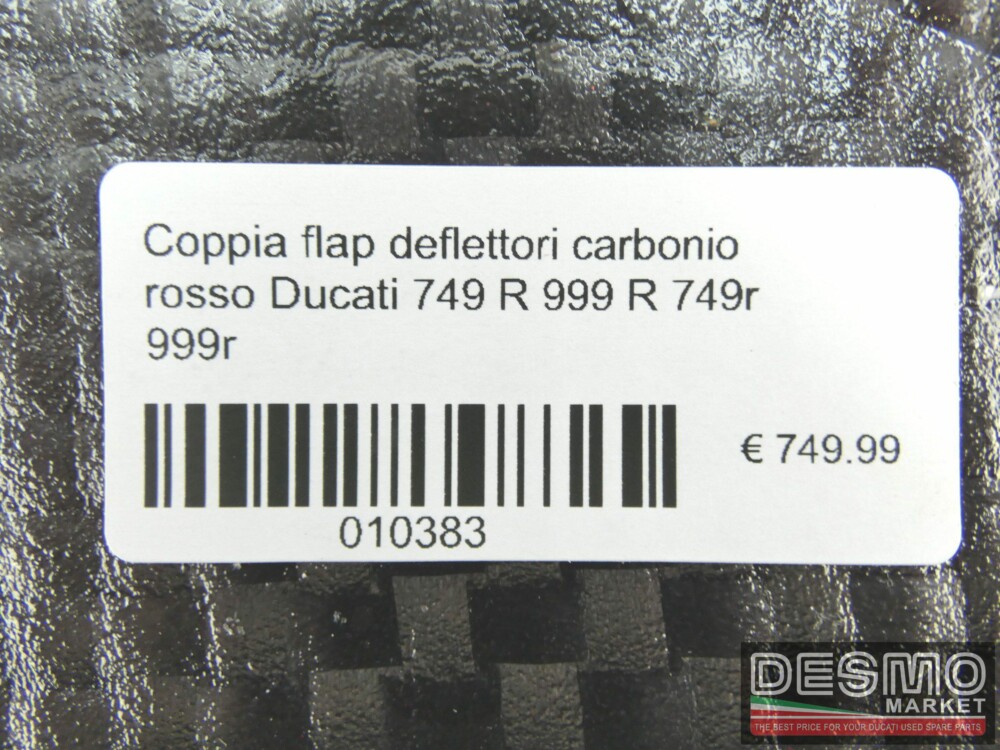 Coppia flap deflettori carbonio
rosso Ducati 749 R 999 R 749r
999r
€ 749.99
010383
DESMO
MARKET
THE BEST PRICE FOR YOUR DUCATI USED SPARE PARTS